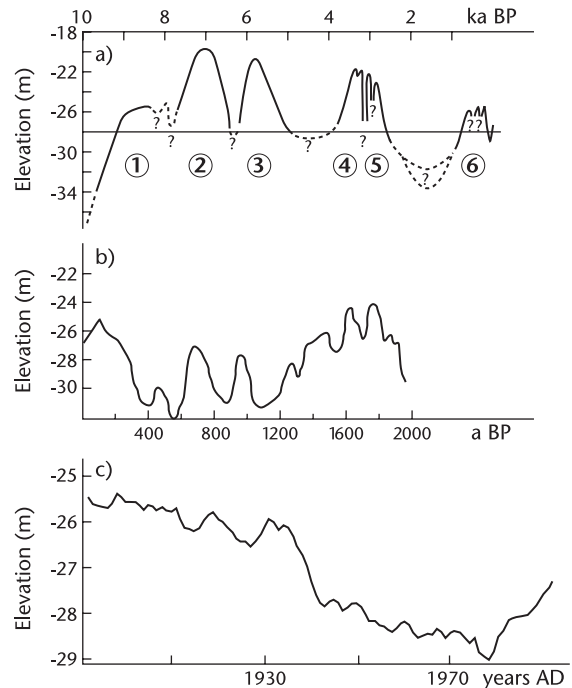 10 8 6 4 2 ka BP
a)
Elevation (m)
-18
-22
-26
-30
-34
? ? ? ? ? ? ? ??
① ② ③ ④ ⑤ ⑥
b)
Elevation (m)
-22
-24
-26
-28
-30
400 800 1200 1600 2000 a BP
c)
Elevation (m)
-25
-26
-27
-28
-29
1930 1970 years AD